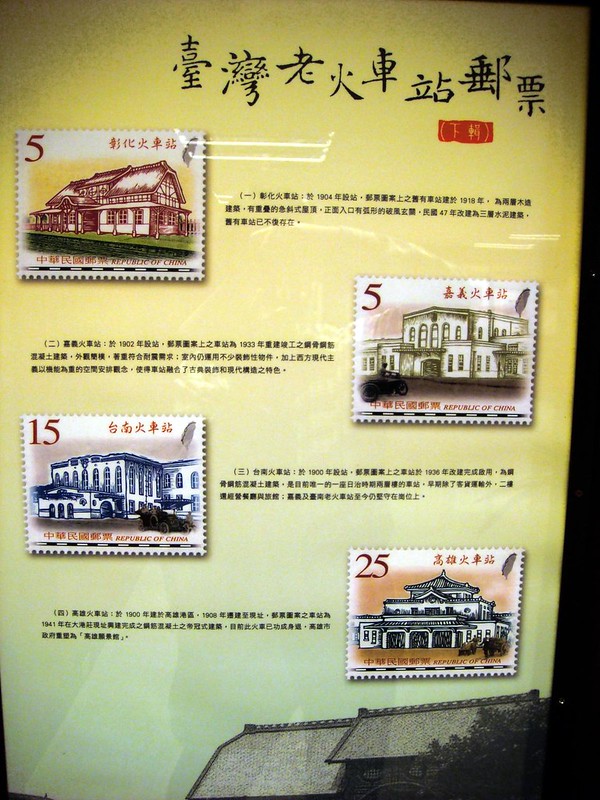 臺灣老火車站郵票
(下輯)
5 彰化火車站
中華民國郵票 REPUBLIC OF CHINA
(一) 彰化火車站:於 1904 年設站,郵票圖案上之舊有車站建於 1918 年, 為兩層木造
建築,有重疊的急斜式屋頂,正面入口有弧形的破風玄關,民國 47 年改建為三層水泥建築,
舊有車站已不復存在。
5 嘉義火車站
中華民國郵票 REPUBLIC OF CHINA
(二) 嘉義火車站:於 1902 年設站,郵票圖案上之車站為 1933 年重建竣工之鋼骨鋼筋
混凝土建築,外觀簡樸,著重符合耐震需求;室內仍運用不少裝飾性物件,加上西方現代主
義以機能為重的空間安排觀念,使得車站融合了古典裝飾和現代構造之特色。
15 台南火車站
中華民國郵票 REPUBLIC OF CHINA
(三) 台南火車站:於 1900 年設站,郵票圖案上之車站於 1936 年改建完成啟用,為鋼
骨鋼筋混凝土建築,是目前唯一的一座日治時期兩層樓的車站,早期除了客貨運輸外,二樓
還經營餐廳與旅館;嘉義及臺南老火車站至今仍堅守在崗位上。
25 高雄火車站
中華民國郵票 REPUBLIC OF CHINA
(四) 高雄火車站:於 1900 年建於高雄港區,1908 年遷建至現址,郵票圖案之車站為
1941 年在大港莊現址興建完成之鋼筋混凝土之帝冠式建築,目前此火車已功成身退,高雄市
政府重塑為「高雄願景館」。